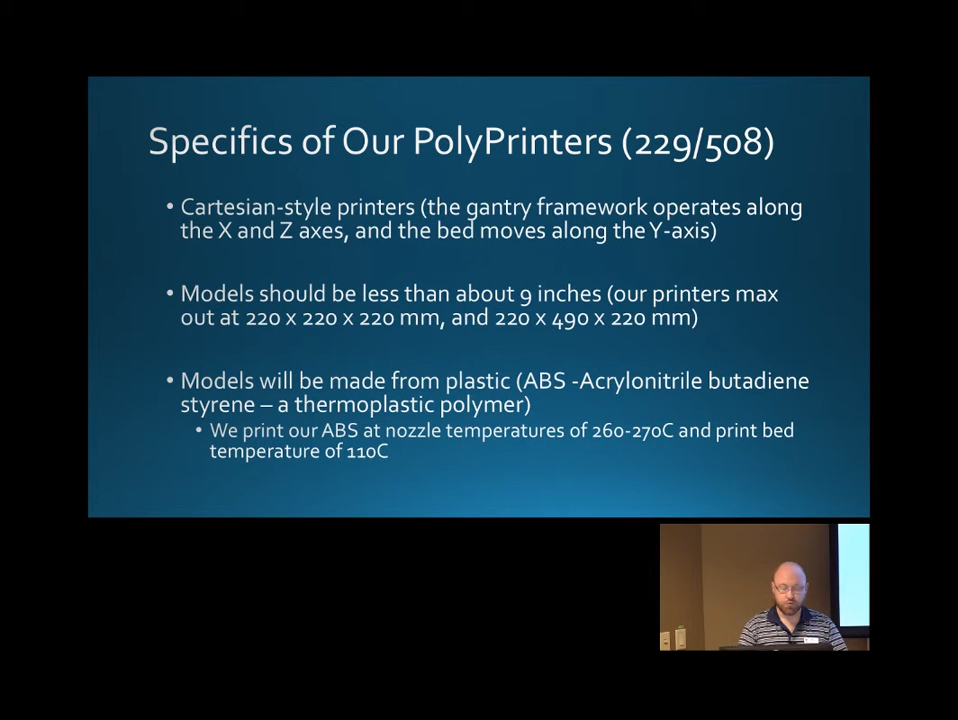 Specifics of Our PolyPrinters (229/508)
• Cartesian-style printers (the gantry framework operates along
the X and Z axes, and the bed moves along the Y-axis)
• Models should be less than about 9 inches (our printers max
out at 220 x 220 x 220 mm, and 220 x 490 x 220 mm)
• Models will be made from plastic (ABS -Acrylonitrile butadiene
styrene – a thermoplastic polymer)
• We print our ABS at nozzle temperatures of 260-270C and print bed
temperature of 110C